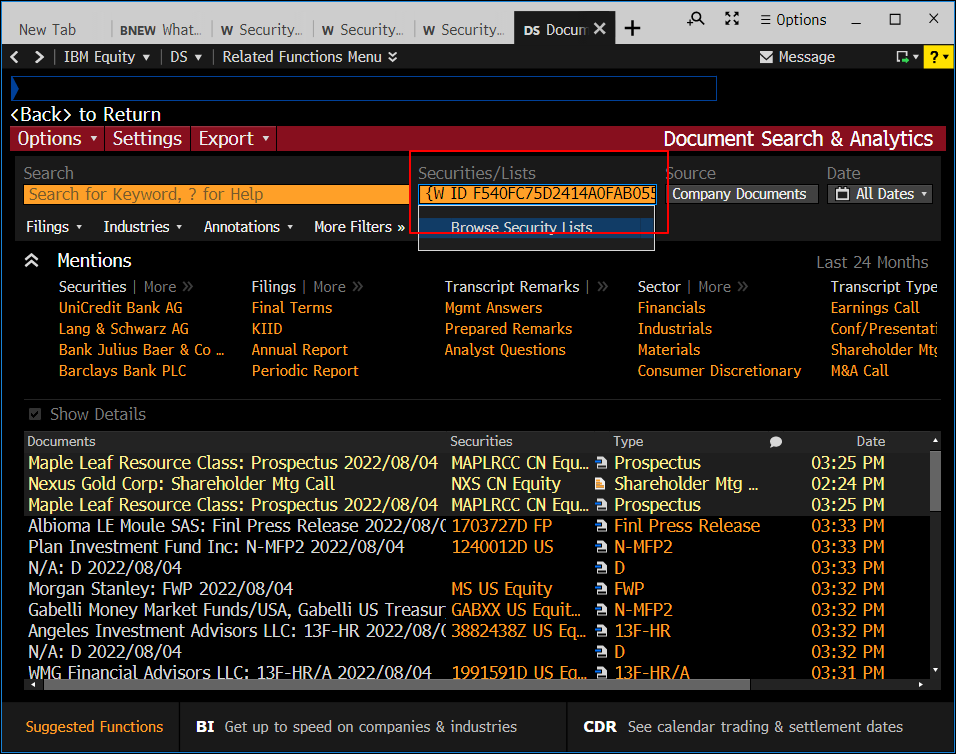 New Tab BNEW What... W Security... W Security... W Security... DS Docum Options
IBM Equity DS Related Functions Menu Message ?
<Back> to Return
Options Settings Export Document Search & Analytics
Search Securities/Lists Source Date
Search for Keyword, ? for Help {W ID F540FC75D2414A0FAB055 Company Documents All Dates
Filings Industries Annotations More Filters » Browse Security Lists
Mentions Last 24 Months
Securities | More » Filings | More » Transcript Remarks | » Sector | More » Transcript Type
UniCredit Bank AG Final Terms Mgmt Answers Financials Earnings Call
Lang & Schwarz AG KIID Prepared Remarks Industrials Conf/Presentati
Bank Julius Baer & Co ... Annual Report Analyst Questions Materials Shareholder Mtg
Barclays Bank PLC Periodic Report Consumer Discretionary M&A Call
Show Details
Documents Securities Type Date
Maple Leaf Resource Class: Prospectus 2022/08/04 MAPLRCC CN Equ... Prospectus 03:25 PM
Nexus Gold Corp: Shareholder Mtg Call NXS CN Equity Shareholder Mtg ... 02:24 PM
Maple Leaf Resource Class: Prospectus 2022/08/04 MAPLRCC CN Equ... Prospectus 03:25 PM
Albioma LE Moule SAS: Finl Press Release 2022/08/0 1703727D FP Finl Press Release 03:33 PM
Plan Investment Fund Inc: N-MFP2 2022/08/04 1240012D US N-MFP2 03:33 PM
N/A: D 2022/08/04 D 03:33 PM
Morgan Stanley: FWP 2022/08/04 MS US Equity FWP 03:32 PM
Gabelli Money Market Funds/USA, Gabelli US Treasur GABXX US Equit... N-MFP2 03:32 PM
Angeles Investment Advisors LLC: 13F-HR 2022/08/0 3882438Z US Eq... 13F-HR 03:32 PM
N/A: D 2022/08/04 D 03:32 PM
WMG Financial Advisors LLC: 13F-HR/A 2022/08/04 1991591D US Eq... 13F-HR/A 03:31 PM
Suggested Functions BI Get up to speed on companies & industries CDR See calendar trading & settlement dates